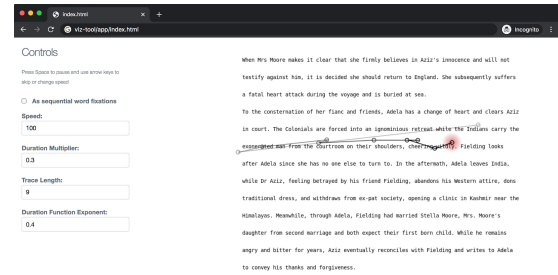 index.html
viz-tool/app/index.html
Incognito
Controls
Press Space to pause and use arrow keys to
skip or change speed!
As sequential word fixations
Speed:
100
Duration Multiplier:
0.3
Trace Length:
9
Duration Function Exponent:
0.4
When Mrs Moore makes it clear that she firmly believes in Aziz's innocence and will not
testify against him, it is decided she should return to England. She subsequently suffers
a fatal heart attack during the voyage and is buried at sea.
To the consternation of her fianc and friends, Adela has a change of heart and clears Aziz
in court. The Colonials are forced into an ignominious retreat while the Indians carry the
exonerated man from the courtroom on their shoulders, cheering wildly. Fielding looks
after Adela since she has no one else to turn to. In the aftermath, Adela leaves India,
while Dr Aziz, feeling betrayed by his friend Fielding, abandons his Western attire, dons
traditional dress, and withdraws from ex-pat society, opening a clinic in Kashmir near the
Himalayas. Meanwhile, through Adela, Fielding had married Stella Moore, Mrs. Moore's
daughter from second marriage and both expect their first born child. While he remains
angry and bitter for years, Aziz eventually reconciles with Fielding and writes to Adela
to convey his thanks and forgiveness.